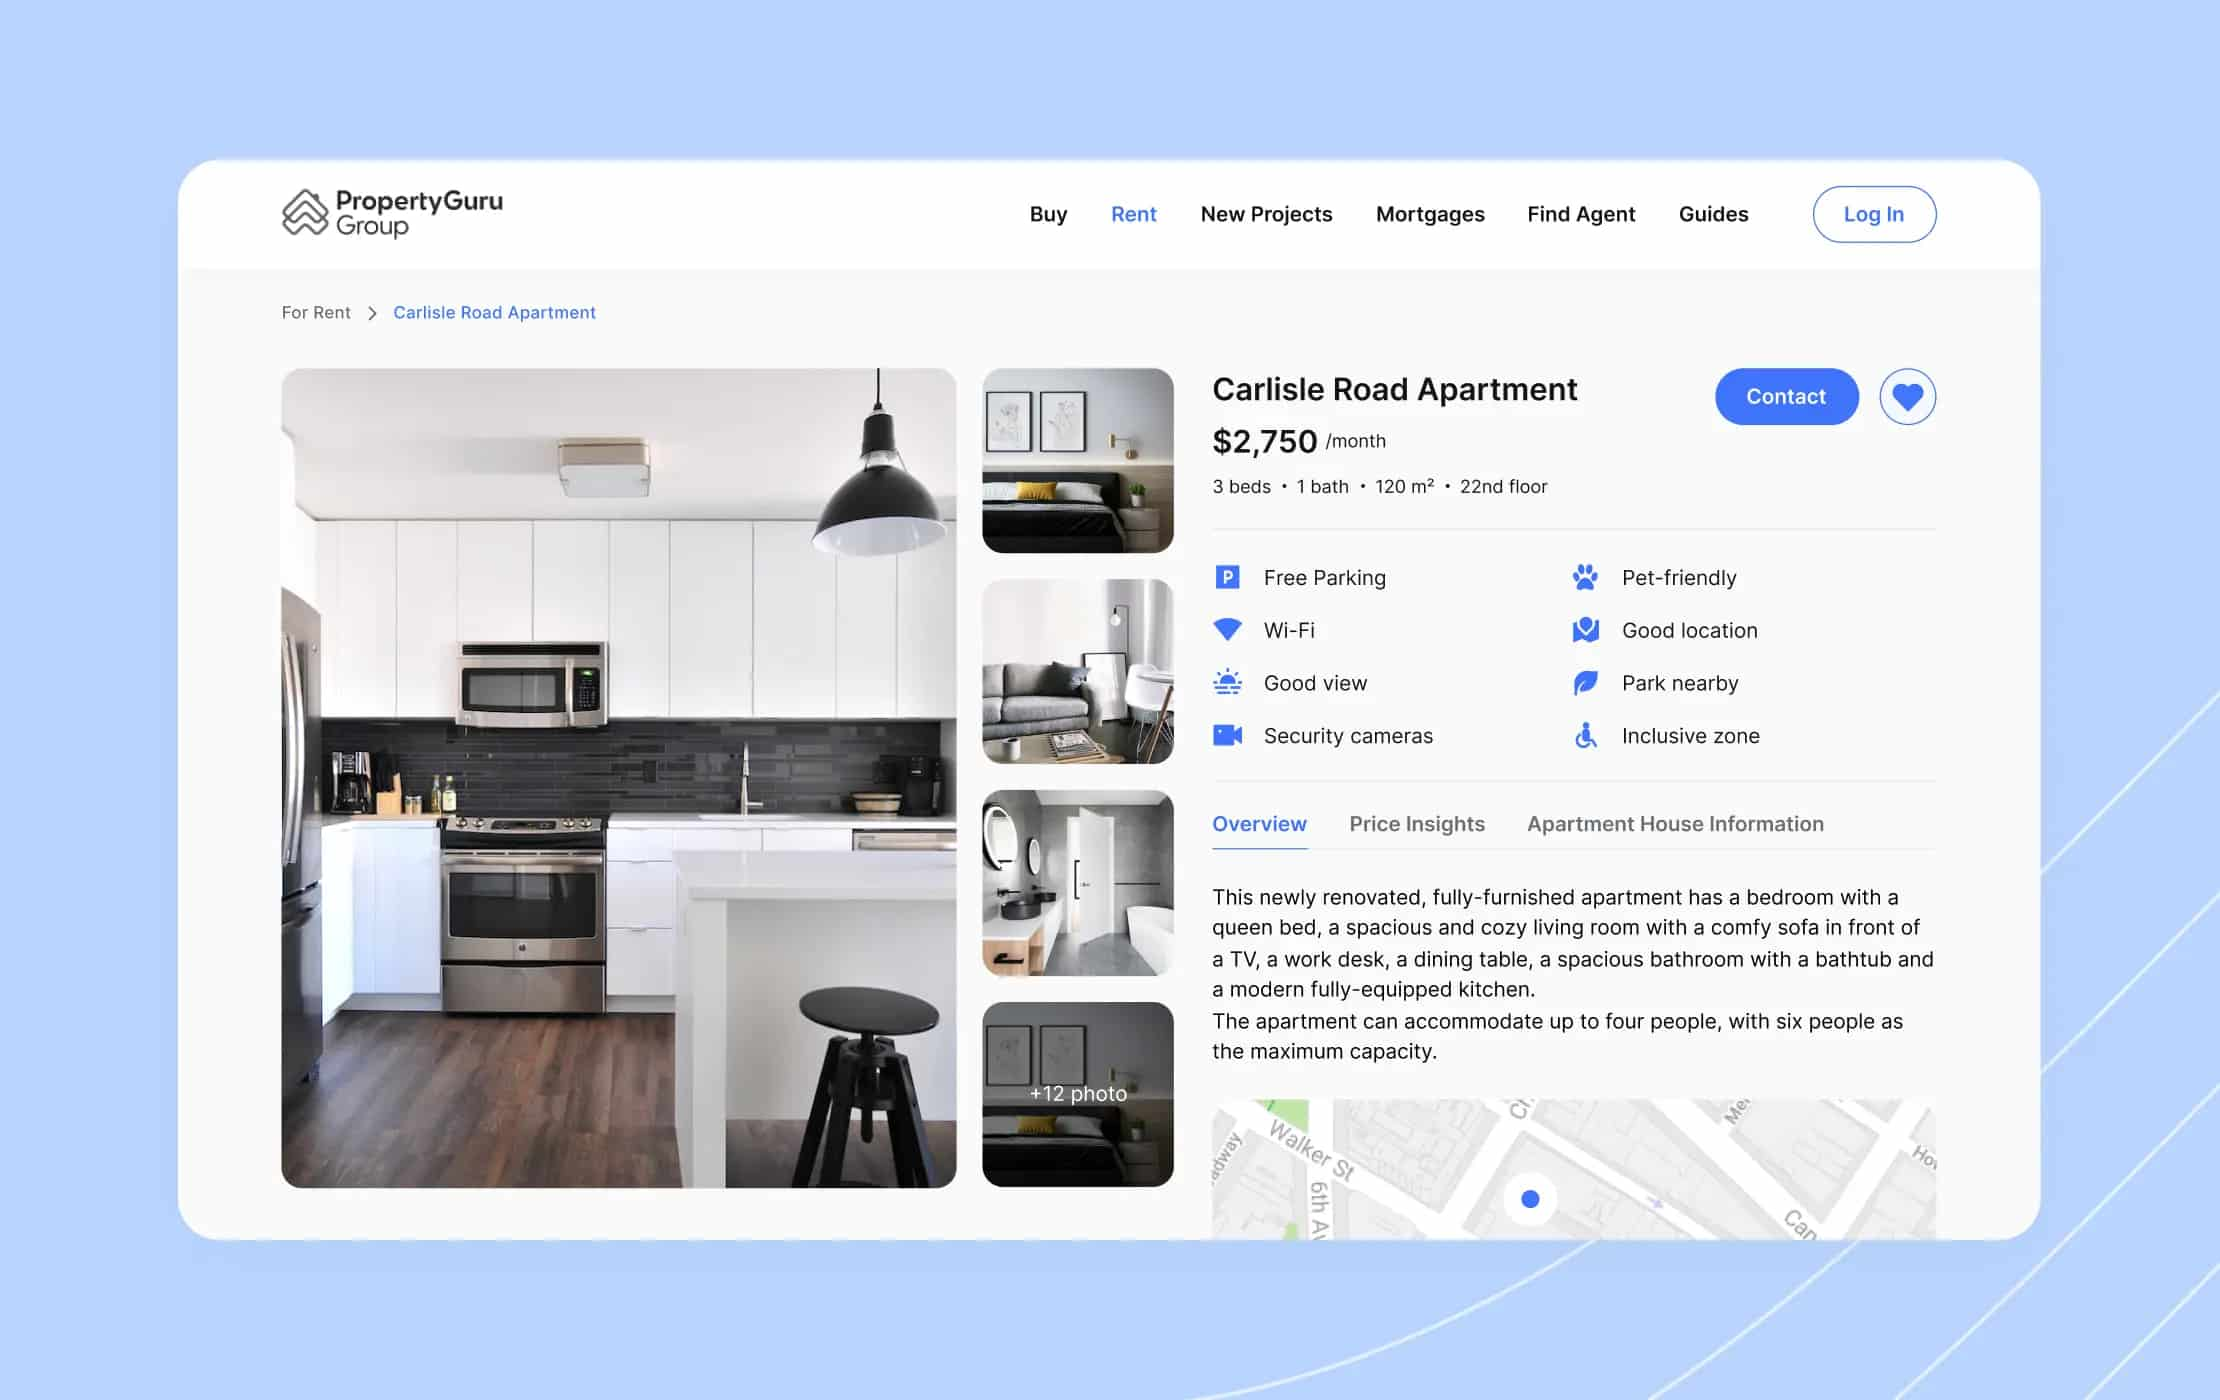 PropertyGuru
Group
Buy
Rent
New Projects
Mortgages
Find Agent
Guides
Log In
For Rent
Carlisle Road Apartment
+12 photo
Carlisle Road Apartment
Contact
$2,750 /month
3 beds • 1 bath • 120 m² • 22nd floor
P
Free Parking
Pet-friendly
Wi-Fi
Good location
Good view
Park nearby
Security cameras
Inclusive zone
Overview
Price Insights
Apartment House Information
This newly renovated, fully-furnished apartment has a bedroom with a
queen bed, a spacious and cozy living room with a comfy sofa in front of
a TV, a work desk, a dining table, a spacious bathroom with a bathtub and
a modern fully-equipped kitchen.
The apartment can accommodate up to four people, with six people as
the maximum capacity.
Walker St
6th Av
adway
Can